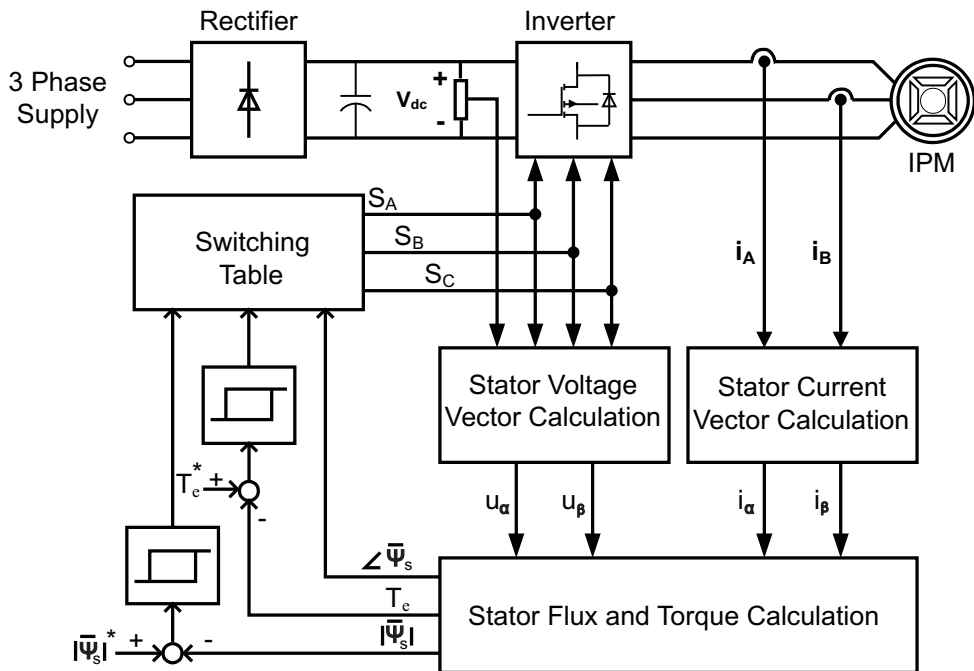 Rectifier
Inverter
3 Phase
Supply
+
V_dc
-
IPM
S_A
S_B
S_C
Switching
Table
i_A
i_B
Stator Voltage
Vector Calculation
Stator Current
Vector Calculation
T_e^* +
-
u_α
u_β
i_α
i_β
∠ψ̅_s
T_e
|ψ̅_s|
Stator Flux and Torque Calculation
|ψ̅_s|^* +
-